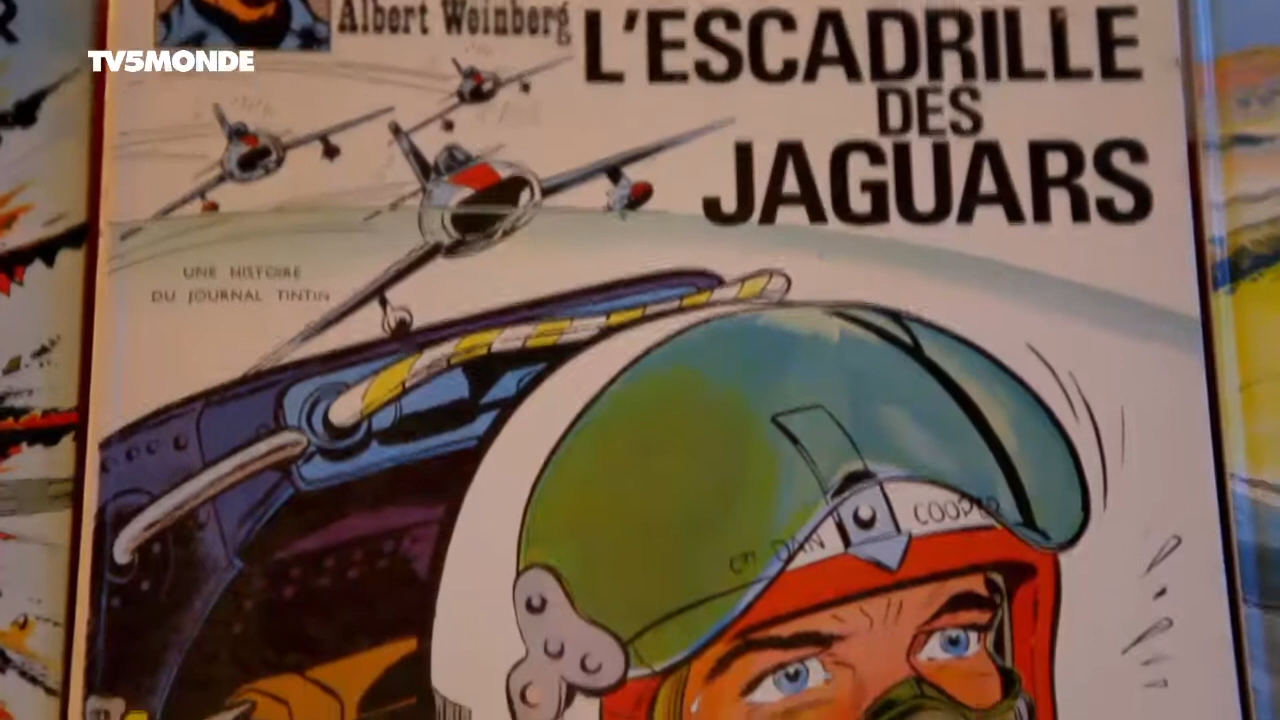 R
Albert Weinberg
TV5MONDE
L'ESCADRILLE
DES
JAGUARS
UNE HISTOIRE
DU JOURNAL TINTIN
DAN COOPER